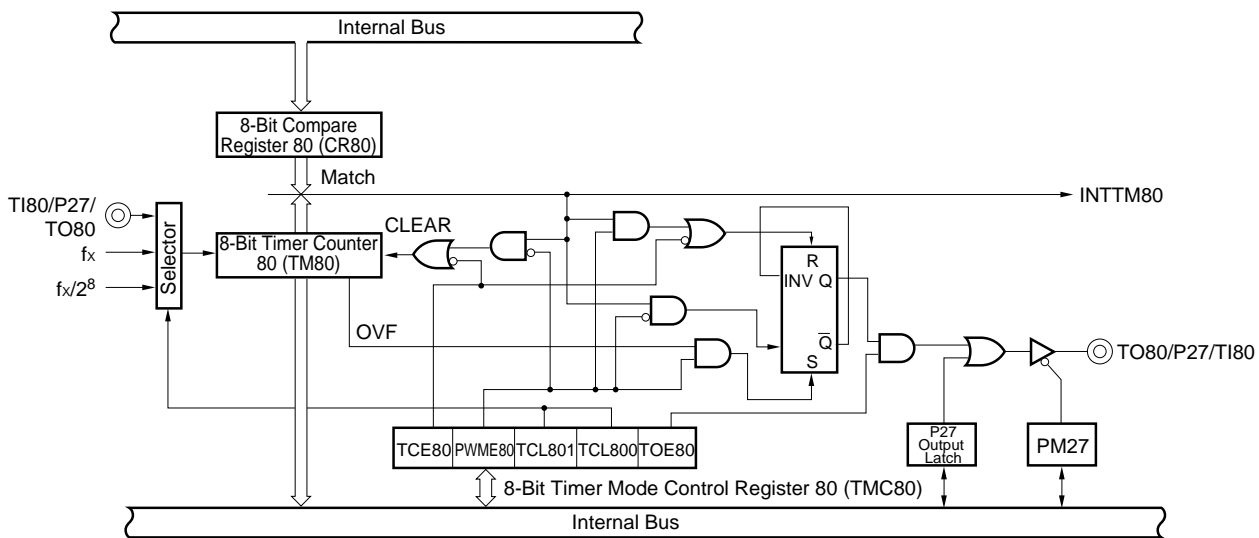 Internal Bus
8-Bit Compare
Register 80 (CR80)
Match
INTTM80
TI80/P27/
TO80
fX
fX/2⁸
Selector
8-Bit Timer Counter
80 (TM80)
CLEAR
OVF
R
INV Q
Q̅
S
TO80/P27/TI80
TCE80 PWME80 TCL801 TCL800 TOE80
P27
Output
Latch
PM27
8-Bit Timer Mode Control Register 80 (TMC80)
Internal Bus